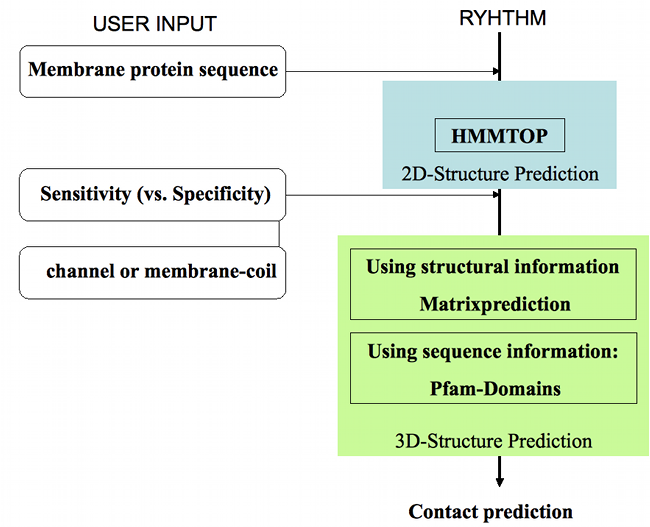 USER INPUT
RYHTHM
Membrane protein sequence
HMMTOP
2D-Structure Prediction
Sensitivity (vs. Specificity)
channel or membrane-coil
Using structural information
Matrixprediction
Using sequence information:
Pfam-Domains
3D-Structure Prediction
Contact prediction